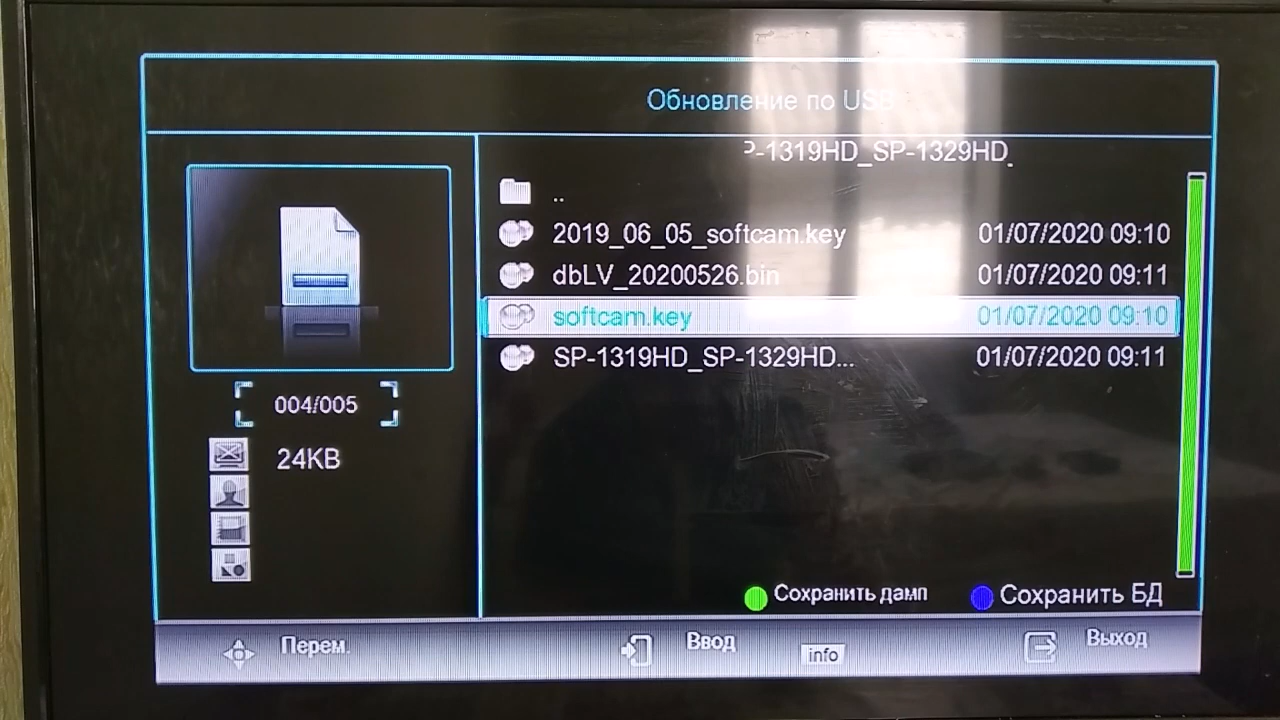 Обновление по USB
P-1319HD_SP-1329HD_
..
2019_06_05_softcam.key 01/07/2020 09:10
dbLV_20200526.bin 01/07/2020 09:11
softcam.key 01/07/2020 09:10
SP-1319HD_SP-1329HD... 01/07/2020 09:11
004/005
24KB
Сохранить дамп Сохранить БД
Перем. Ввод info Выход